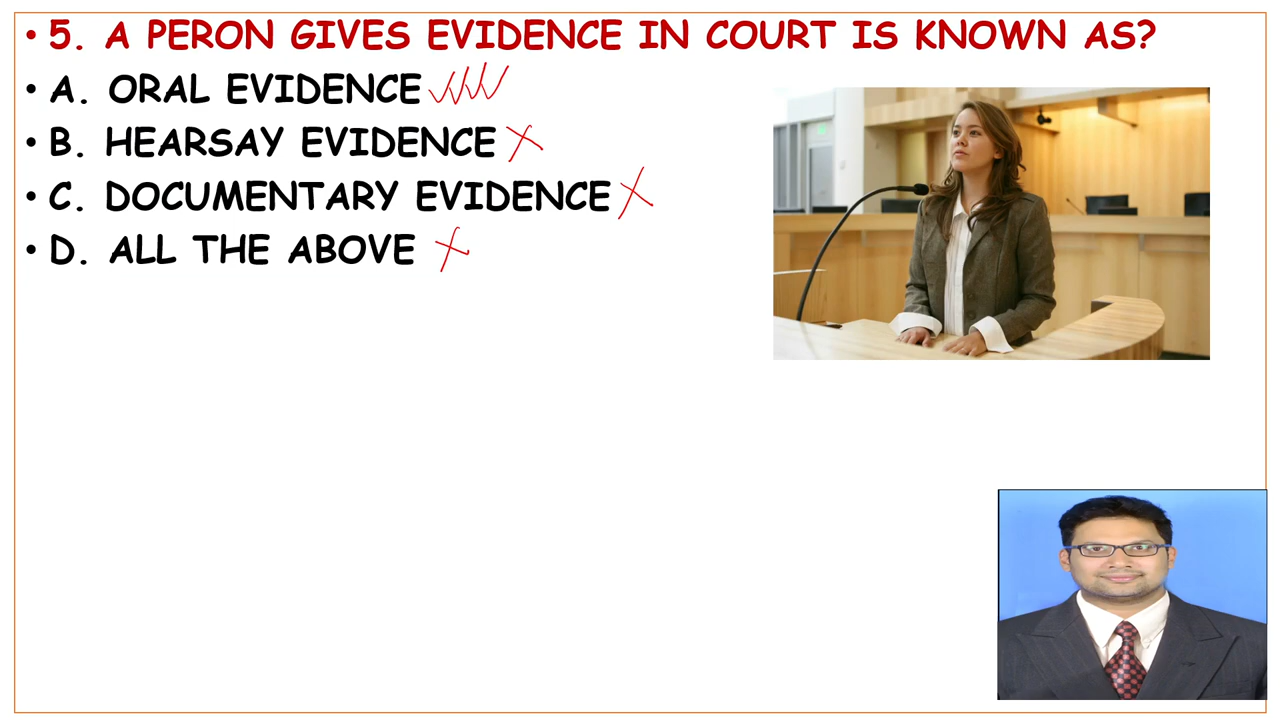 • 5. A PERON GIVES EVIDENCE IN COURT IS KNOWN AS?
• A. ORAL EVIDENCE
• B. HEARSAY EVIDENCE
• C. DOCUMENTARY EVIDENCE
• D. ALL THE ABOVE